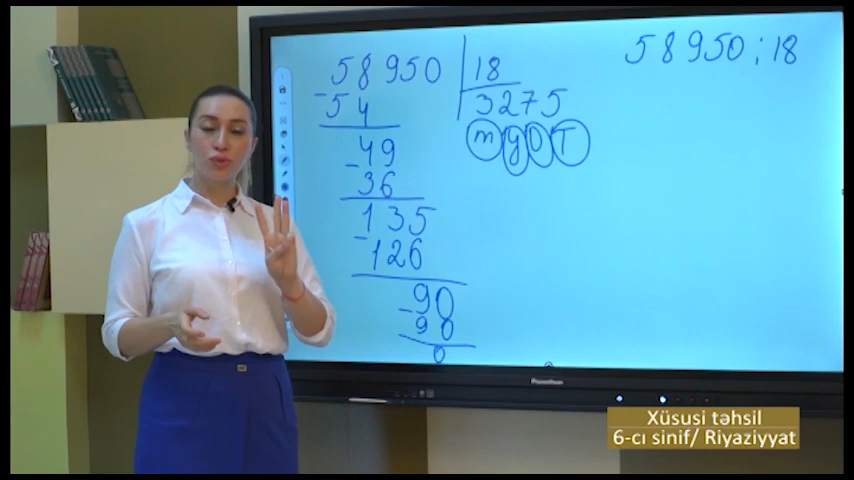 58950 : 18
58950 | 18
- 54
3275
m y o T
- 49
36
135
- 126
90
- 90
0
Promethean
Xüsusi təhsil
6-cı sinif/ Riyaziyyat